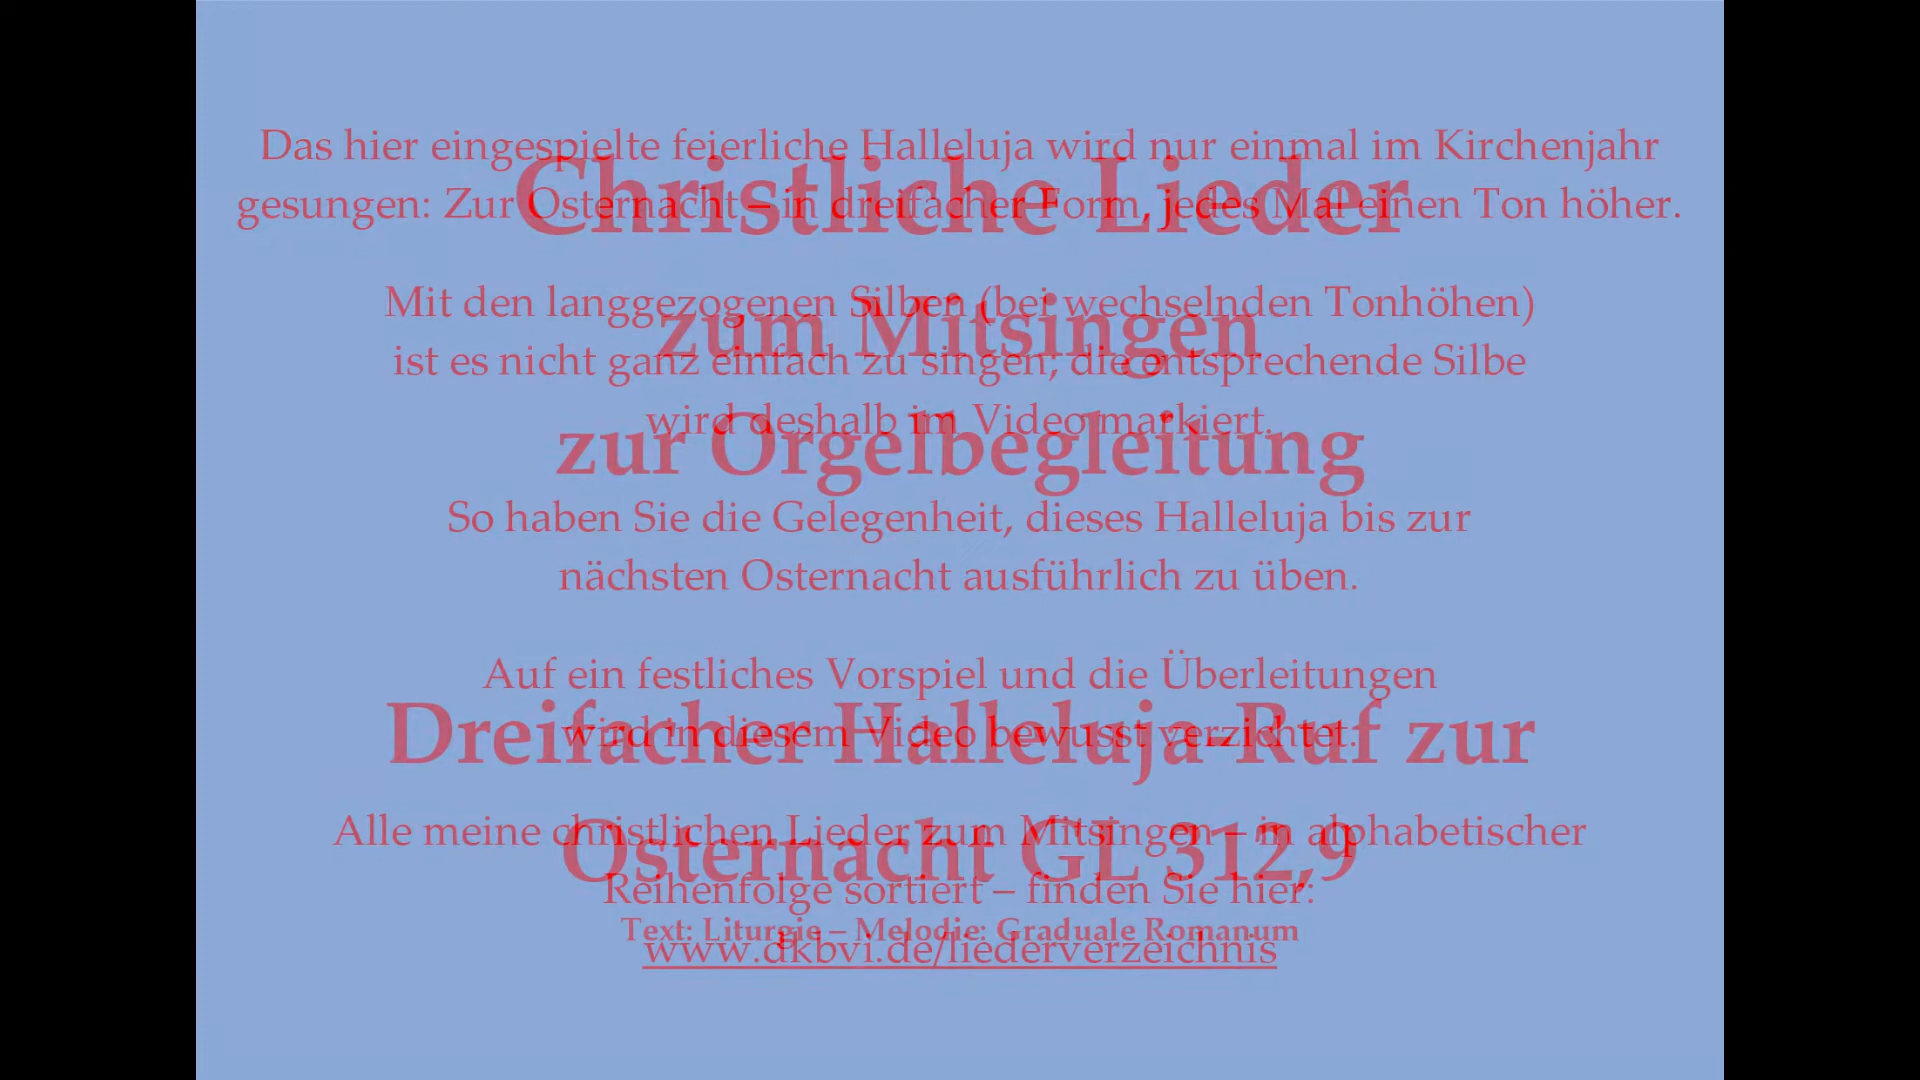 Das hier eingespielte feierliche Halleluja wird nur einmal im Kirchenjahr
gesungen: Zur Osternacht – in dreifacher Form, jedes Mal einen Ton höher.
Mit den langgezogenen Silben (bei wechselnden Tonhöhen)
ist es nicht ganz einfach zu singen; die entsprechende Silbe
wird deshalb im Video markiert.
So haben Sie die Gelegenheit, dieses Halleluja bis zur
nächsten Osternacht ausführlich zu üben.
Auf ein festliches Vorspiel und die Überleitungen
wird in diesem Video bewusst verzichtet.
Alle meine christlichen Lieder zum Mitsingen – in alphabetischer
Reihenfolge sortiert – finden Sie hier:
www.dkbvi.de/liederverzeichnis
Christliche Lieder
zum Mitsingen
zur Orgelbegleitung
Dreifacher Halleluja-Ruf zur
Osternacht GL 312,9
Text: Liturgie – Melodie: Graduale Romanum